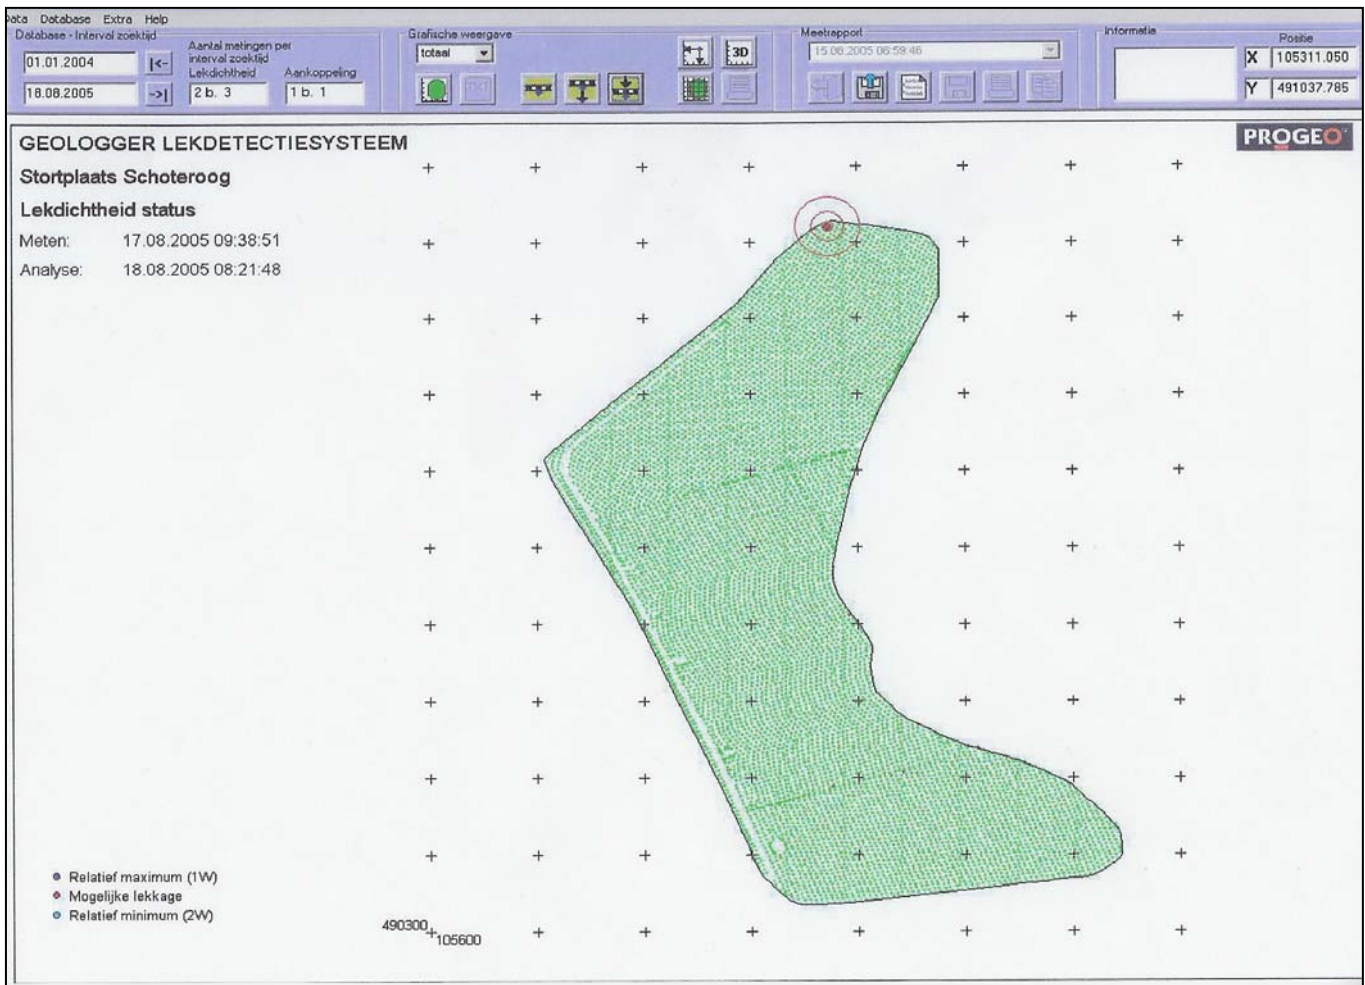 Data Database Extra Help
Database - Interval zoektijd
01.01.2004
|<-
18.08.2005
->|
Aantal metingen per
interval zoektijd
Lekdichtheid Aankoppeling
2 b. 3
1 b. 1
Grafische weergave
totaal
3D
Meetrapport
15.08.2005 06:59:46
Informatie
Positie
X 105311.050
Y 491037.785
GEOLOGGER LEKDETECTIESYSTEEM
PROGEO
Stortplaats Schoteroog
Lekdichtheid status
Meten: 17.08.2005 09:38:51
Analyse: 18.08.2005 08:21:48
Relatief maximum (1W)
Mogelijke lekkage
Relatief minimum (2W)
490300
105600